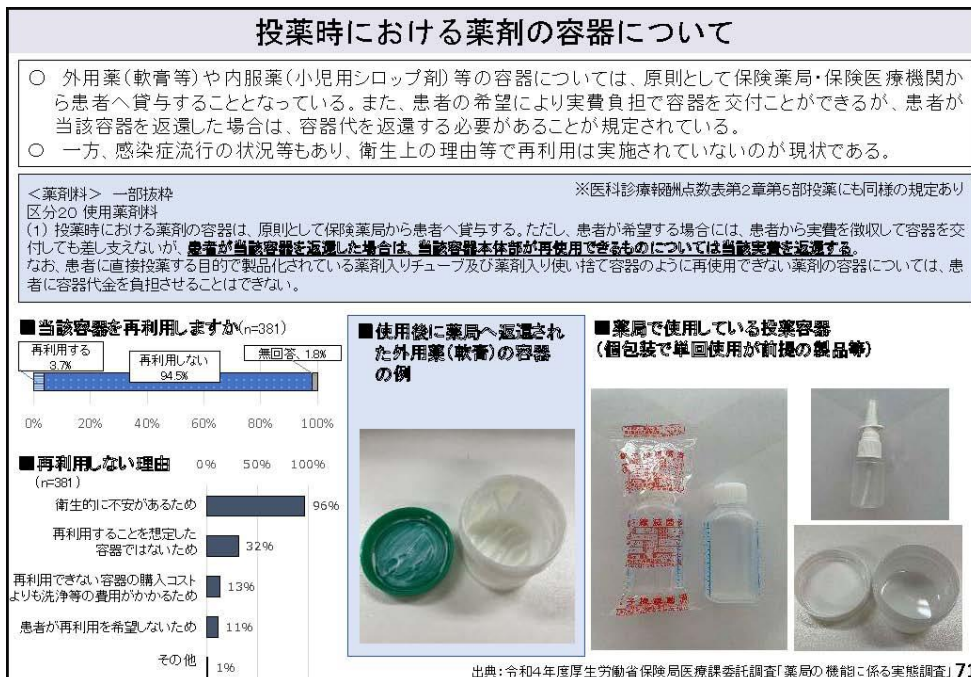 投薬時における薬剤の容器について
○ 外用薬(軟膏等)や内服薬(小児用シロップ剤)等の容器については、原則として保険薬局・保険医療機関か
ら患者へ貸与することとなっている。また、患者の希望により実費負担で容器を交付ことができるが、患者が
当該容器を返還した場合は、容器代を返還する必要があることが規定されている。
○ 一方、感染症流行の状況等もあり、衛生上の理由等で再利用は実施されていないのが現状である。
<薬剤料> 一部抜粋
※医科診療報酬点数表第2章第5部投薬にも同様の規定あり
区分20 使用薬剤料
(1) 投薬時における薬剤の容器は、原則として保険薬局から患者へ貸与する。ただし、患者が希望する場合には、患者から実費を徴収して容器を交
付しても差し支えないが、患者が当該容器を返還した場合は、当該容器本体部が再使用できるものについては当該実費を返還する。
なお、患者に直接投薬する目的で製品化されている薬剤入りチューブ及び薬剤入り使い捨て容器のように再使用できない薬剤の容器については、患
者に容器代金を負担させることはできない。
■当該容器を再利用しますか(n=381)
再利用する
3.7%
再利用しない
94.5%
無回答、1.8%
0% 20% 40% 60% 80% 100%
■再利用しない理由
(n=381)
0% 50% 100%
衛生的に不安があるため
96%
再利用することを想定した
容器ではないため
32%
再利用できない容器の購入コスト
よりも洗浄等の費用がかかるため
13%
患者が再利用を希望しないため
11%
その他
1%
■使用後に薬局へ返還され
た外用薬(軟膏)の容器
の例
■薬局で使用している投薬容器
(個包装で単回使用が前提の製品等)
出典:令和4年度厚生労働省保険局医療課委託調査「薬局の機能に係る実態調査」